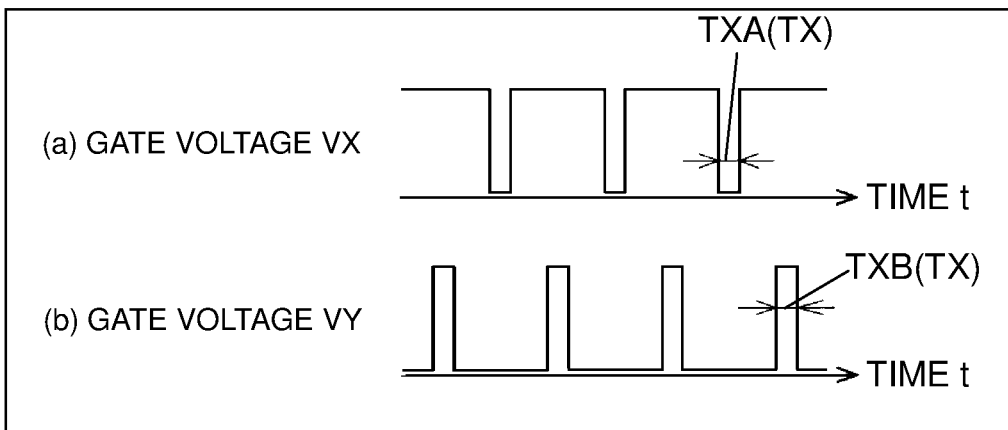 TXA(TX)
(a) GATE VOLTAGE VX
TIME t
TXB(TX)
(b) GATE VOLTAGE VY
TIME t